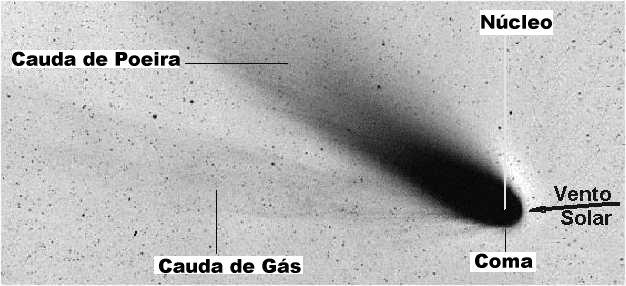 Núcleo
Cauda de Poeira
Vento
Solar
Cauda de Gás
Coma